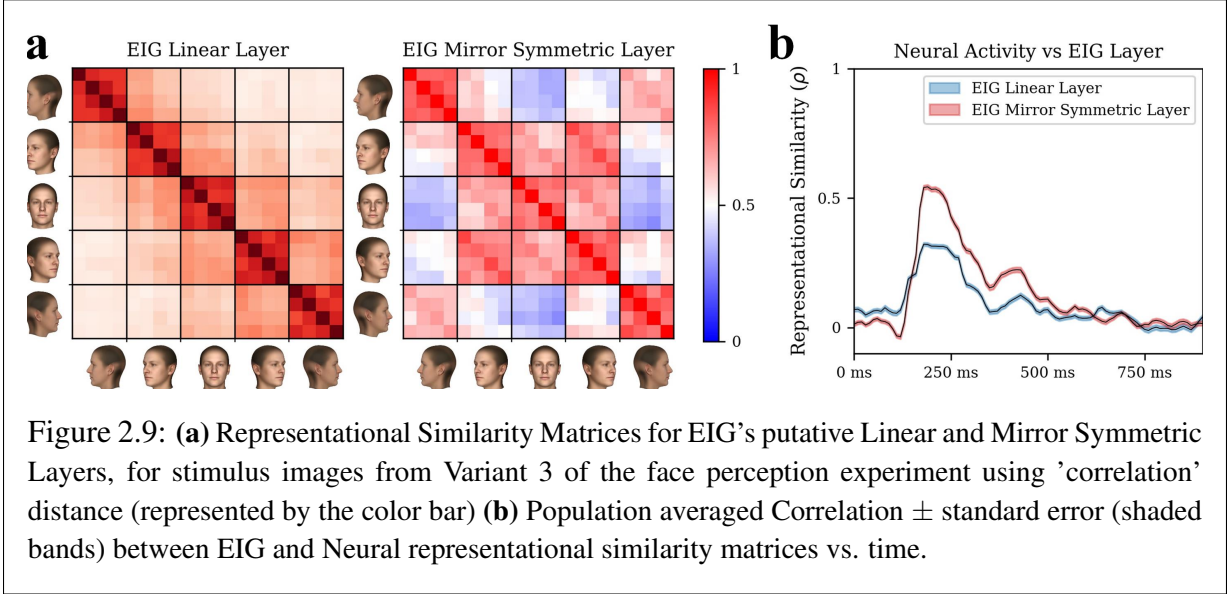 a
EIG Linear Layer
EIG Mirror Symmetric Layer
1
0.5
0
b
Neural Activity vs EIG Layer
EIG Linear Layer
EIG Mirror Symmetric Layer
Representational Similarity (ρ)
1
0.5
0
0 ms
250 ms
500 ms
750 ms
Figure 2.9: (a) Representational Similarity Matrices for EIG's putative Linear and Mirror Symmetric
Layers, for stimulus images from Variant 3 of the face perception experiment using 'correlation'
distance (represented by the color bar) (b) Population averaged Correlation ± standard error (shaded
bands) between EIG and Neural representational similarity matrices vs. time.